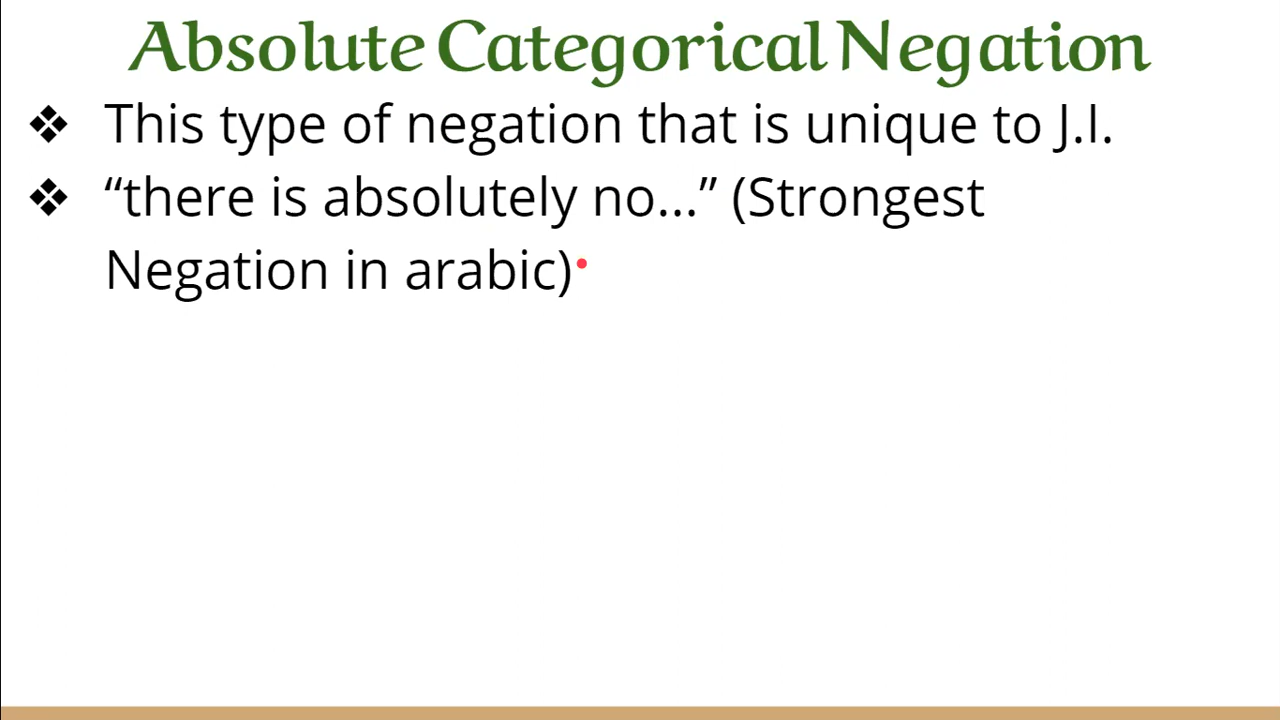 Absolute Categorical Negation
❖ This type of negation that is unique to J.I.
❖ “there is absolutely no...” (Strongest
Negation in arabic)